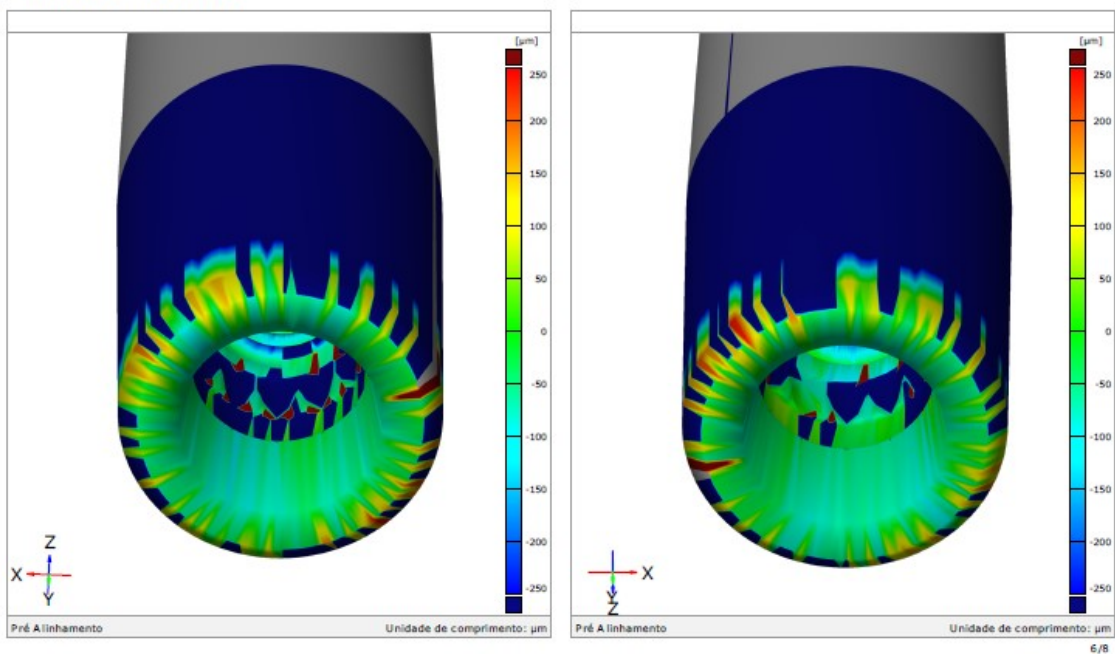 [µm]
250
200
150
100
50
0
-50
-100
-150
-200
-250
Z
X
Y
Pré Alinhamento
Unidade de comprimento: µm
[µm]
250
200
150
100
50
0
-50
-100
-150
-200
-250
X
Y
Z
Pré Alinhamento
Unidade de comprimento: µm
6/8